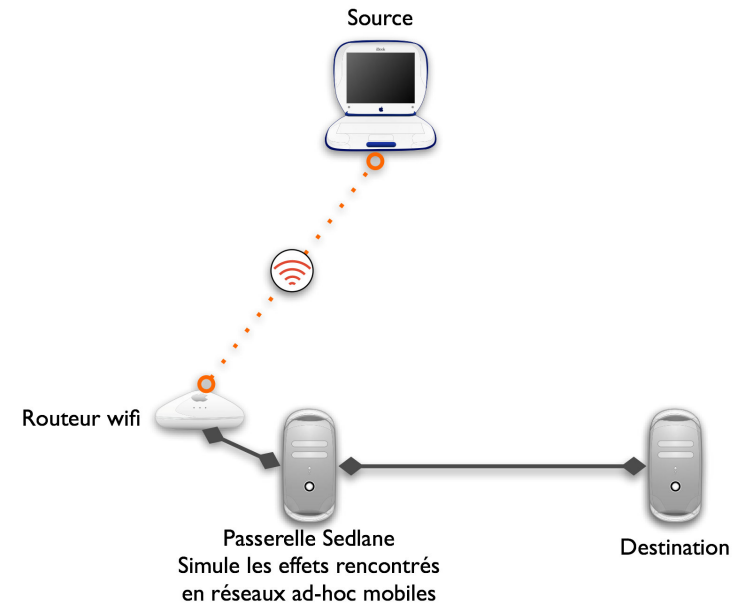 Source
Routeur wifi
Passerelle Sedlane
Simule les effets rencontrés
en réseaux ad-hoc mobiles
Destination